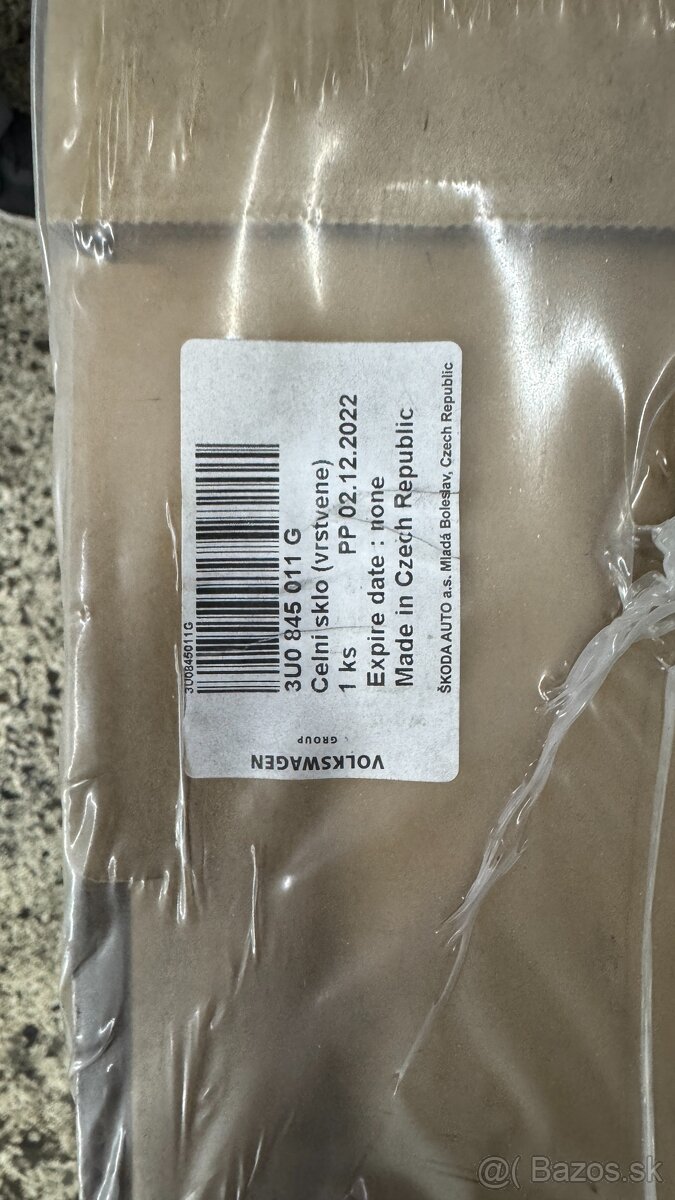 3U0845011G
3U0 845 011 G
Celni sklo (vrstvene)
1 ks PP 02.12.2022
Expire date : none
Made in Czech Republic
ŠKODA AUTO a.s. Mladá Boleslav, Czech Republic
VOLKSWAGEN
GROUP
@( Bazos.sk